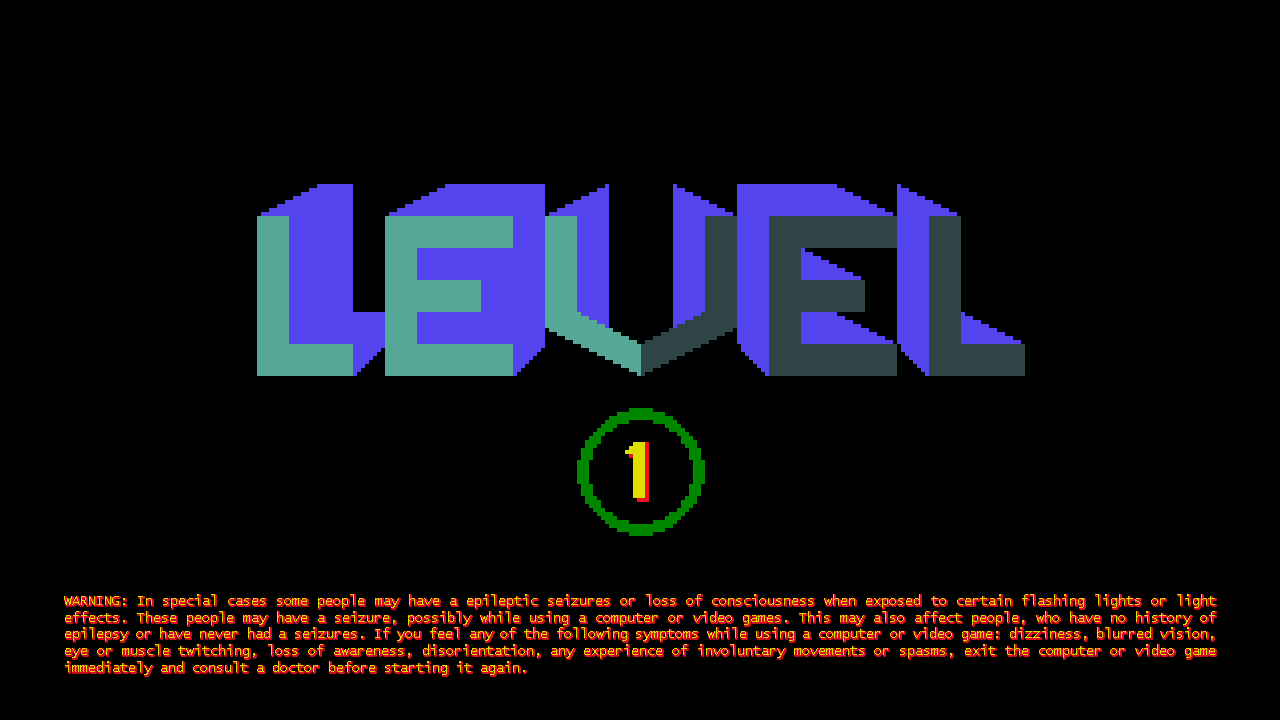 LEVEL
1
WARNING: In special cases some people may have a epileptic seizures or loss of consciousness when exposed to certain flashing lights or light
effects. These people may have a seizure, possibly while using a computer or video games. This may also affect people, who have no history of
epilepsy or have never had a seizures. If you feel any of the following symptoms while using a computer or video game: dizziness, blurred vision,
eye or muscle twitching, loss of awareness, disorientation, any experience of involuntary movements or spasms, exit the computer or video game
immediately and consult a doctor before starting it again.